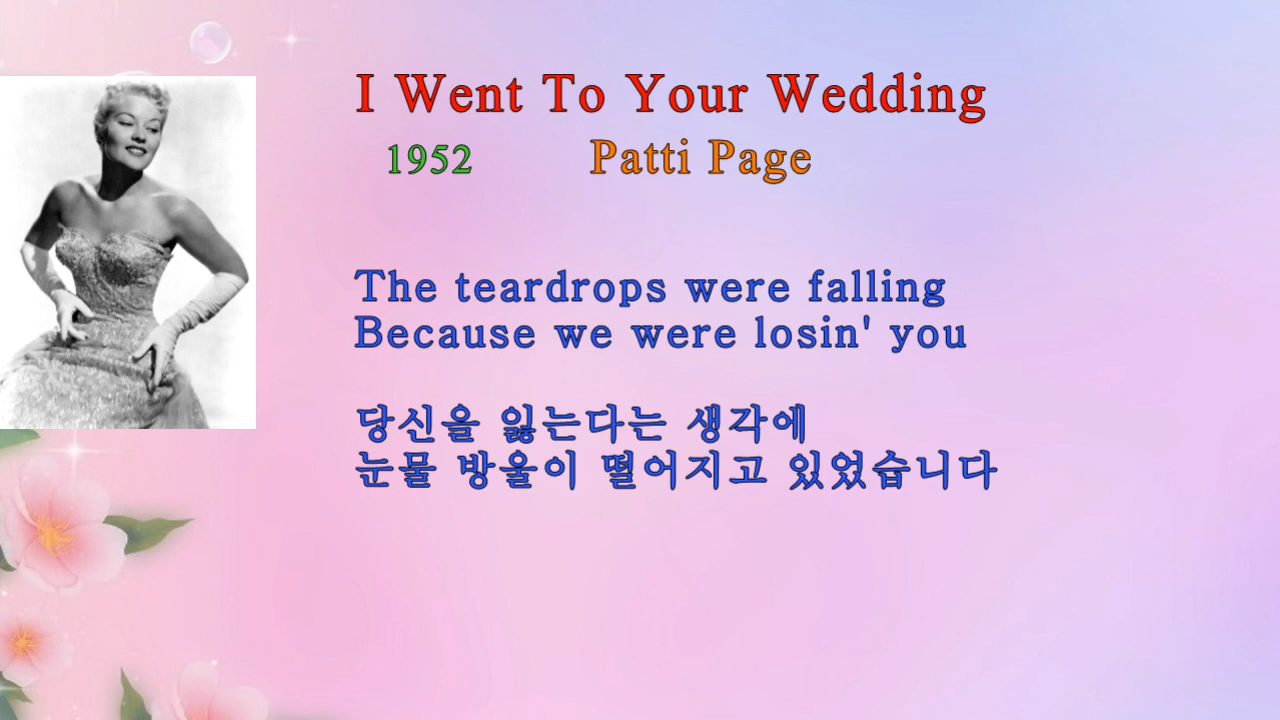 I Went To Your Wedding
1952 Patti Page
The teardrops were falling
Because we were losin' you
당신을 잃는다는 생각에
눈물 방울이 떨어지고 있었습니다